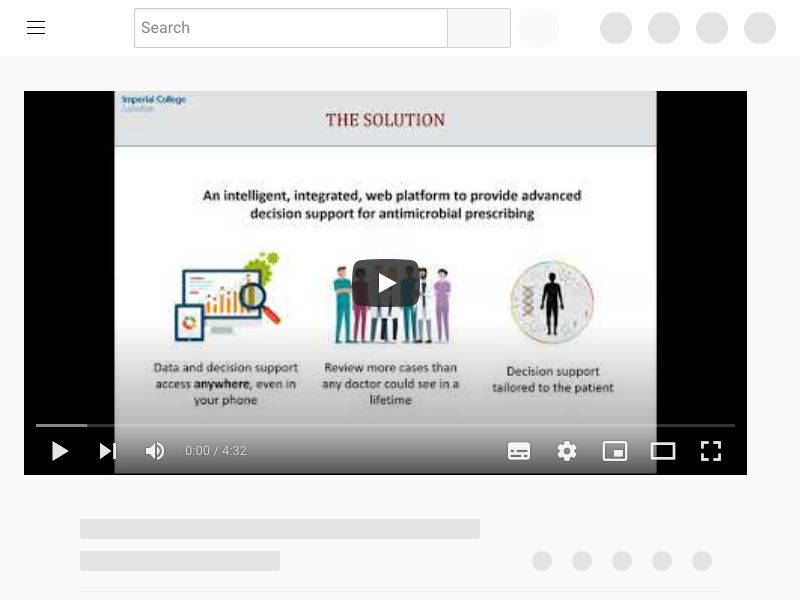 Search
Imperial College
London
THE SOLUTION
An intelligent, integrated, web platform to provide advanced
decision support for antimicrobial prescribing
Data and decision support
access anywhere, even in
your phone
Review more cases than
any doctor could see in a
lifetime
Decision support
tailored to the patient
0:00 / 4:32